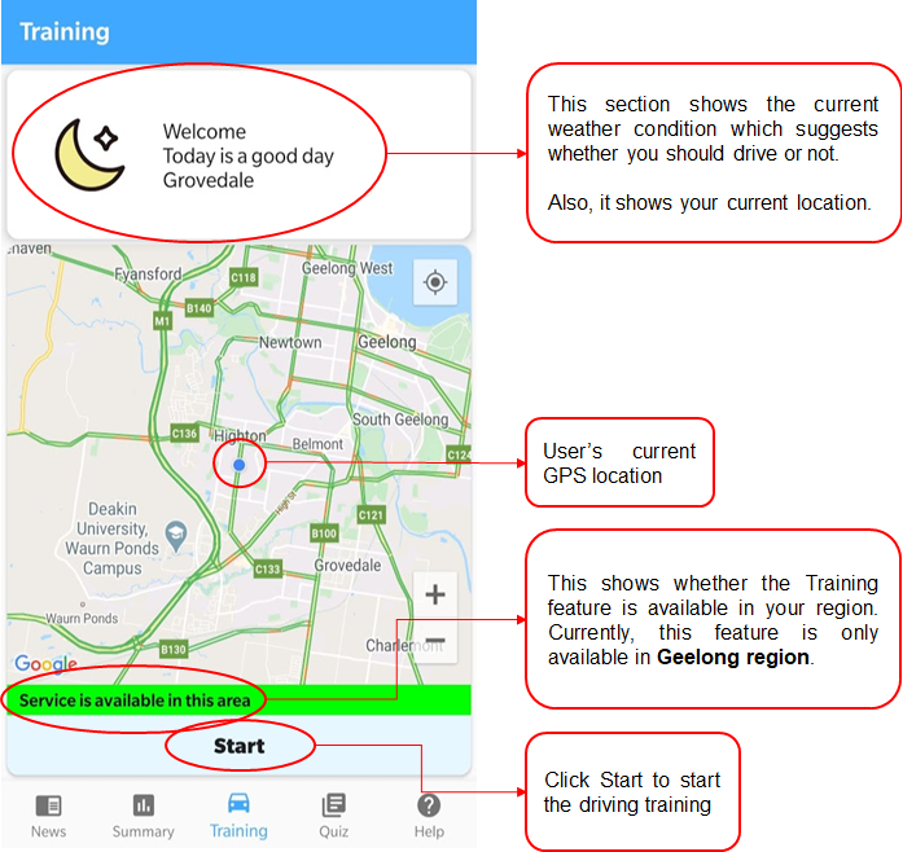 Training
Welcome
Today is a good day
Grovedale
This section shows the current
weather condition which suggests
whether you should drive or not.
Also, it shows your current location.
haven
Fyansford
C118
Geelong West
B140
M1
Newtown
Geelong
South Geelong
C136
Highton
Belmont
C124
User's current
GPS location
High St
Deakin
University,
Waurn Ponds
Campus
C121
B100
C133
Grovedale
+
Waurn Ponds
B130
Charlemont
−
Google
This shows whether the Training
feature is available in your region.
Currently, this feature is only
available in Geelong region.
Service is available in this area
Start
Click Start to start
the driving training
News
Summary
Training
Quiz
Help